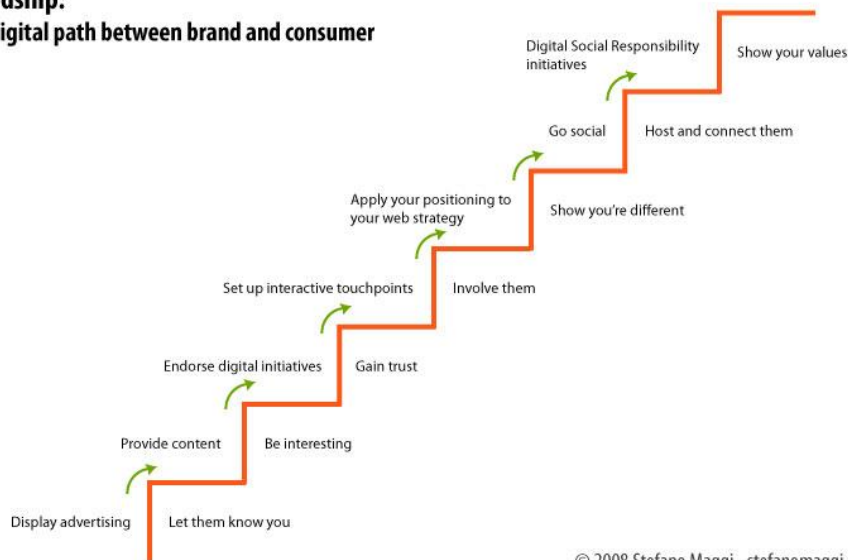 dship:
igital path between brand and consumer
Digital Social Responsibility
initiatives
Show your values
Go social
Host and connect them
Apply your positioning to
your web strategy
Show you're different
Set up interactive touchpoints
Involve them
Endorse digital initiatives
Gain trust
Provide content
Be interesting
Display advertising
Let them know you
© 2008 Stefano Maggi - stefanomaggi